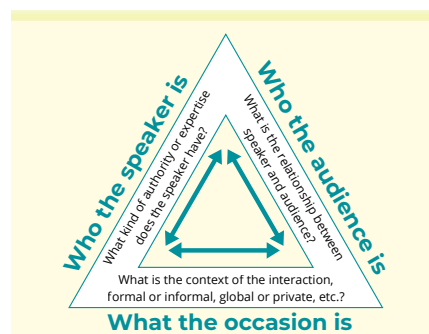 Who the speaker is
What kind of authority or expertise
does the speaker have?
Who the audience is
What is the relationship between
speaker and audience?
What is the context of the interaction,
formal or informal, global or private, etc.?
What the occasion is